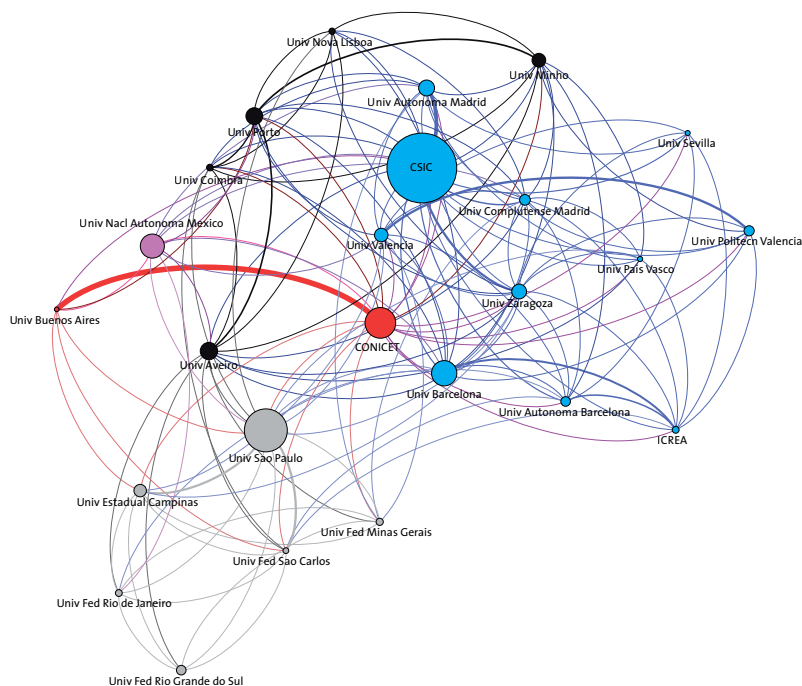 Univ Nova Lisboa
Univ Minho
Univ Autonoma Madrid
Univ Porto
Univ Sevilla
CSIC
Univ Coimbra
Univ Complutense Madrid
Univ Nacl Autonoma Mexico
Univ Valencia
Univ Politecn Valencia
Univ Pais Vasco
Univ Zaragoza
Univ Buenos Aires
CONICET
Univ Aveiro
Univ Barcelona
Univ Autonoma Barcelona
ICREA
Univ Sao Paulo
Univ Estadual Campinas
Univ Fed Minas Gerais
Univ Fed Sao Carlos
Univ Fed Rio de Janeiro
Univ Fed Rio Grande do Sul